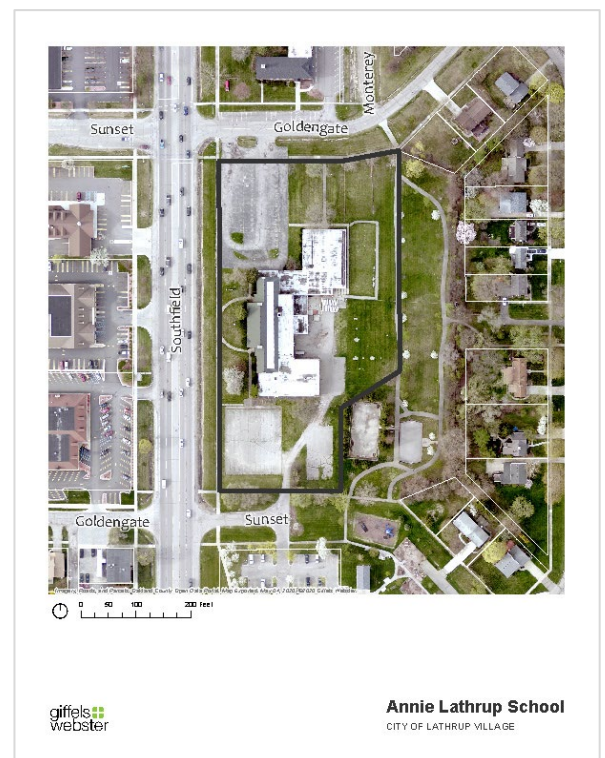 Monterey
Sunset
Goldengate
Southfield
Goldengate
Sunset
0 50 100 200 Feet
giffels
webster
Annie Lathrup School
CITY OF LATHRUP VILLAGE